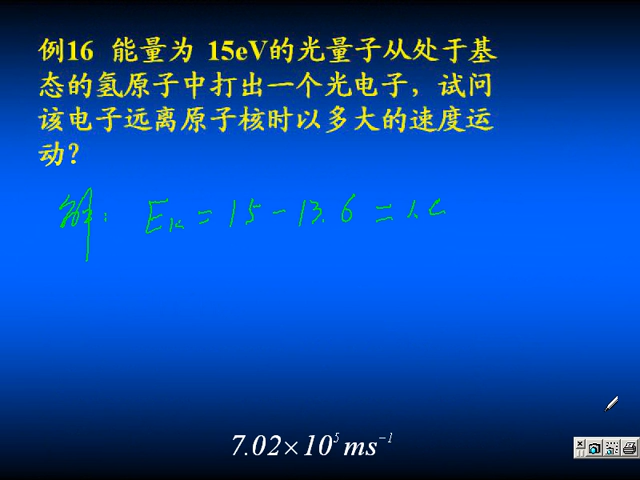 例16 能量为 15eV的光量子从处于基
态的氢原子中打出一个光电子，试问
该电子远离原子核时以多大的速度运
动？
解： Eₖ = 15 - 13.6 = 1.
7.02×10⁵ ms⁻¹